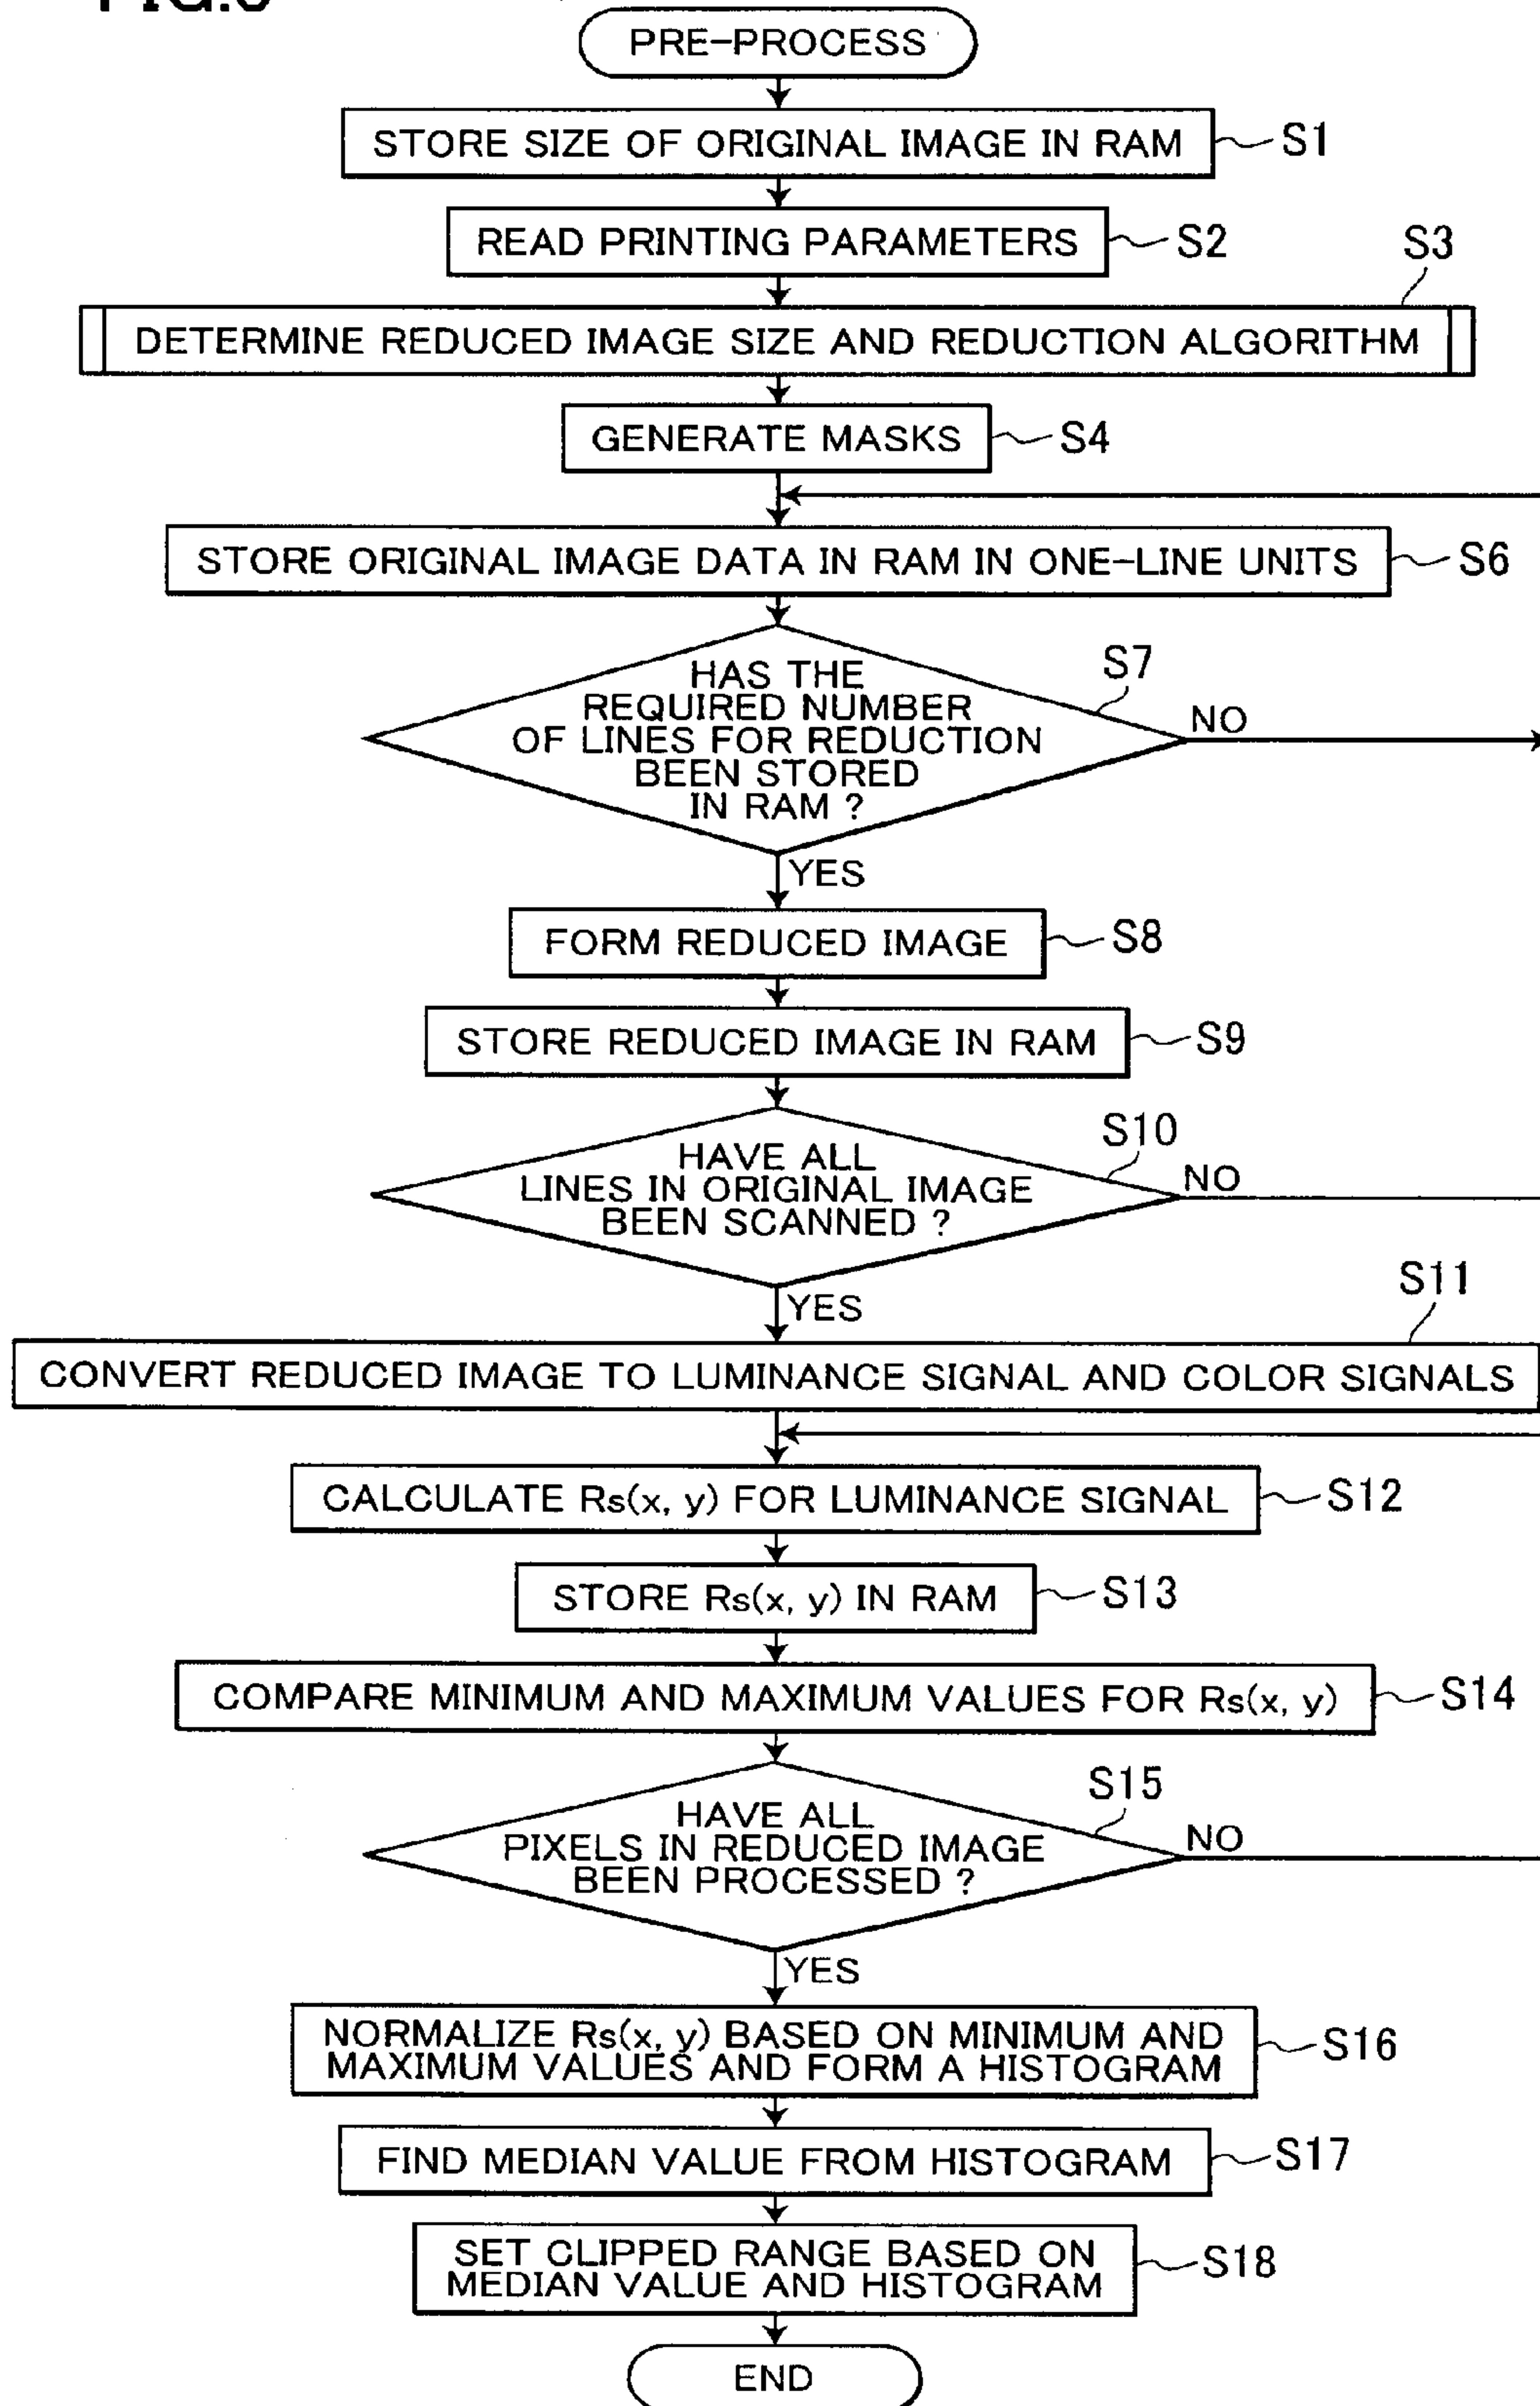 PRE-PROCESS
STORE SIZE OF ORIGINAL IMAGE IN RAM
S1
READ PRINTING PARAMETERS
S2
S3
DETERMINE REDUCED IMAGE SIZE AND REDUCTION ALGORITHM
GENERATE MASKS
S4
STORE ORIGINAL IMAGE DATA IN RAM IN ONE-LINE UNITS
S6
S7
HAS THE
REQUIRED NUMBER
OF LINES FOR REDUCTION
BEEN STORED
IN RAM ?
NO
YES
FORM REDUCED IMAGE
S8
STORE REDUCED IMAGE IN RAM
S9
S10
HAVE ALL
LINES IN ORIGINAL IMAGE
BEEN SCANNED ?
NO
YES
S11
CONVERT REDUCED IMAGE TO LUMINANCE SIGNAL AND COLOR SIGNALS
CALCULATE Rs(x, y) FOR LUMINANCE SIGNAL
S12
STORE Rs(x, y) IN RAM
S13
COMPARE MINIMUM AND MAXIMUM VALUES FOR Rs(x, y)
S14
S15
HAVE ALL
PIXELS IN REDUCED IMAGE
BEEN PROCESSED ?
NO
YES
NORMALIZE Rs(x, y) BASED ON MINIMUM AND
MAXIMUM VALUES AND FORM A HISTOGRAM
S16
FIND MEDIAN VALUE FROM HISTOGRAM
S17
SET CLIPPED RANGE BASED ON
MEDIAN VALUE AND HISTOGRAM
S18
END